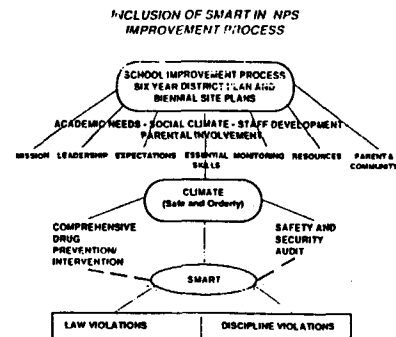 INCLUSION OF SMART IN NPS
IMPROVEMENT PROCESS
SCHOOL IMPROVEMENT PROCESS
SIX YEAR DISTRICT PLAN AND
BIENNIAL SITE PLANS
ACADEMIC NEEDS - SOCIAL CLIMATE - STAFF DEVELOPMENT
PARENTAL INVOLVEMENT
MISSION LEADERSHIP EXPECTATIONS ESSENTIAL SKILLS MONITORING RESOURCES PARENT & COMMUNITY
CLIMATE
(Safe and Orderly)
COMPREHENSIVE
DRUG
PREVENTION/
INTERVENTION
SAFETY AND
SECURITY
AUDIT
SMART
LAW VIOLATIONS
DISCIPLINE VIOLATIONS